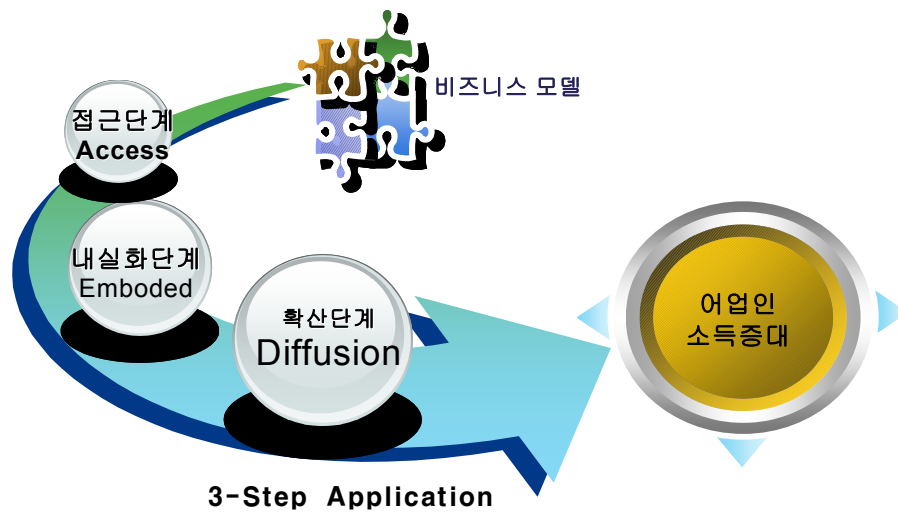 비즈니스 모델
접근단계
Access
내실화단계
Emboded
확산단계
Diffusion
어업인
소득증대
3-Step Application